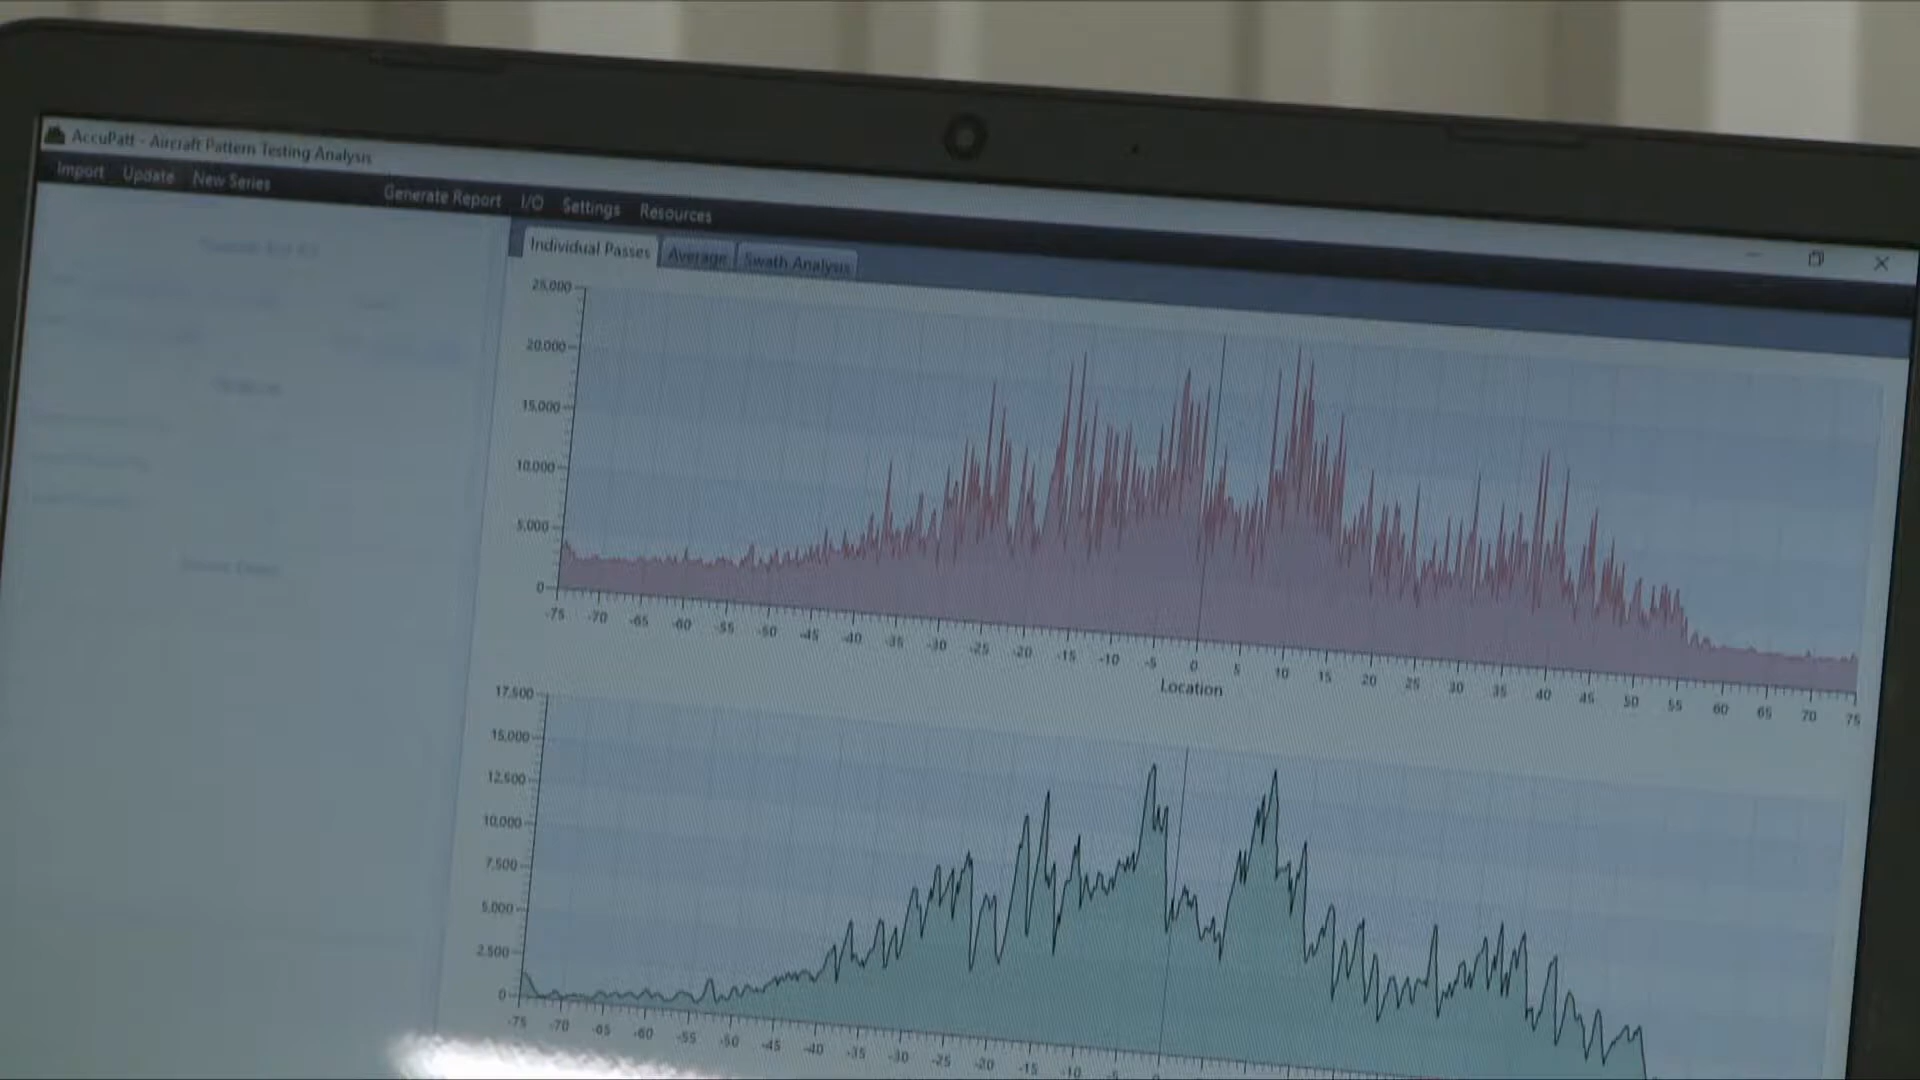 AccuPatt - Aircraft Pattern Testing Analysis
Import Update New Series Generate Report I/O Settings Resources
Individual Passes Average Swath Analysis
25,000
20,000
15,000
10,000
5,000
0
-75 -70 -65 -60 -55 -50 -45 -40 -35 -30 -25 -20 -15 -10 -5 0 5 10 15 20 25 30 35 40 45 50 55 60 65 70 75
Location
17,500
15,000
12,500
10,000
7,500
5,000
2,500
0
-75 -70 -65 -60 -55 -50 -45 -40 -35 -30 -25 -20 -15 -10 -5 0